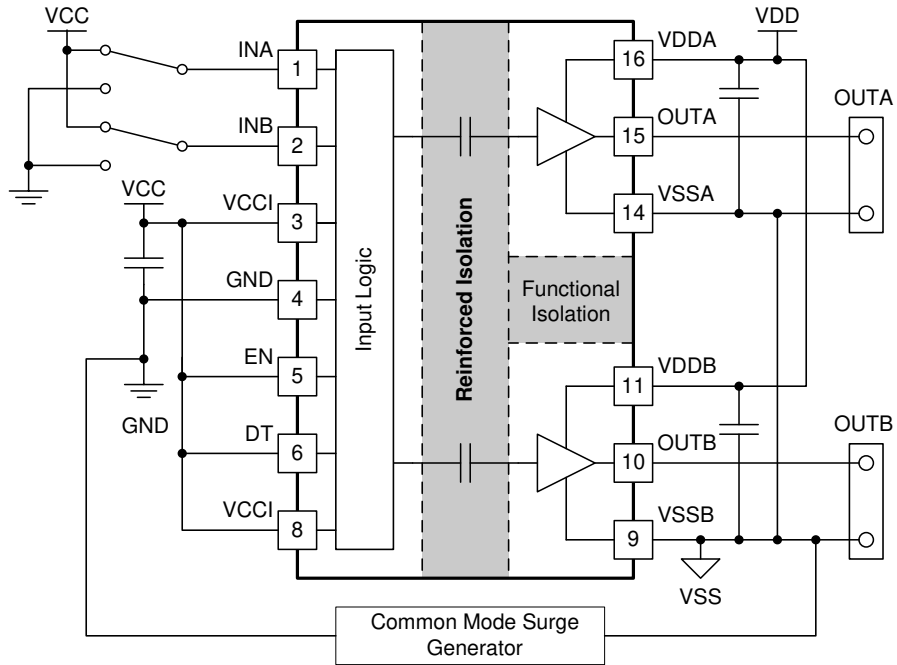 VCC
VDD
INA
1
INB
2
VCC
VCCI
3
GND
4
EN
5
GND
DT
6
VCCI
8
Input Logic
Reinforced Isolation
Functional
Isolation
16
VDDA
15
OUTA
14
VSSA
OUTA
11
VDDB
10
OUTB
9
VSSB
OUTB
VSS
Common Mode Surge
Generator